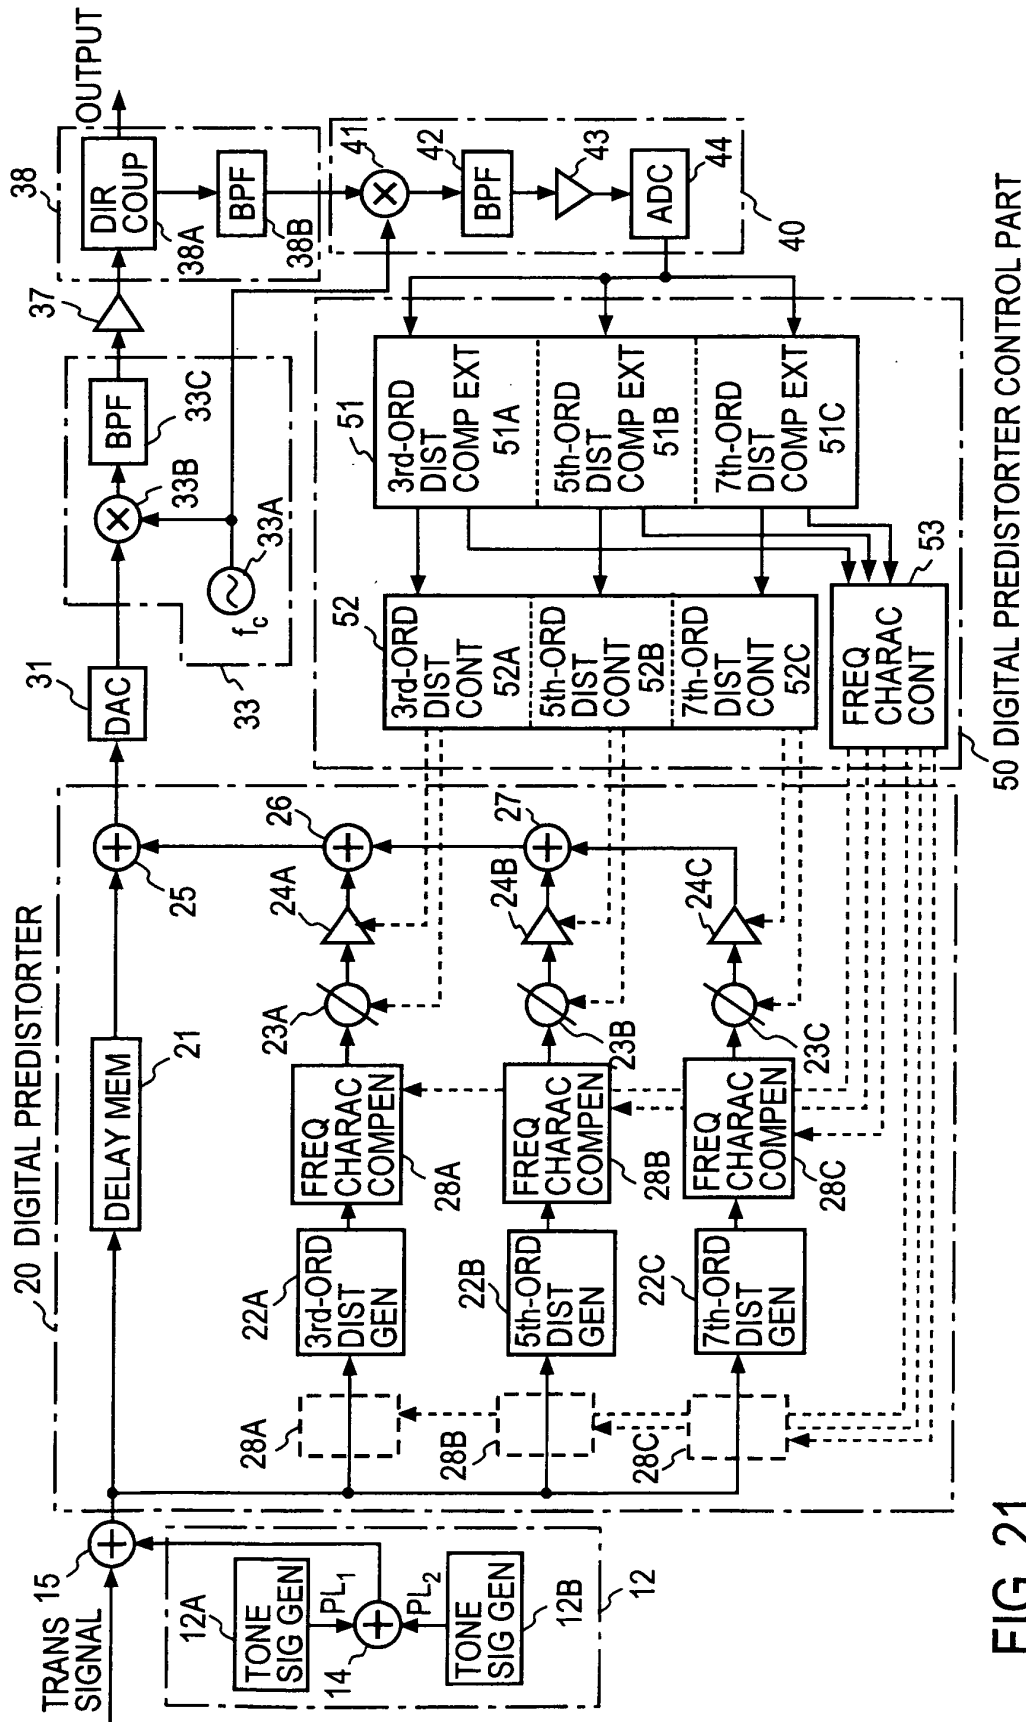 FIG. 21
TRANS
SIGNAL
15
12A
TONE
SIG GEN
PL1
14
PL2
TONE
SIG GEN
12B
12
20 DIGITAL PREDISTORTER
DELAY MEM
21
25
28A
22A
3rd-ORD
DIST
GEN
FREQ
CHARAC
COMPEN
28A
23A
24A
26
28B
22B
5th-ORD
DIST
GEN
FREQ
CHARAC
COMPEN
28B
23B
24B
27
28C
22C
7th-ORD
DIST
GEN
FREQ
CHARAC
COMPEN
28C
23C
24C
31
DAC
33
33B
BPF
33C
fc
33A
37
38
DIR
COUP
38A
BPF
38B
OUTPUT
41
42
BPF
43
ADC
44
40
51
3rd-ORD
DIST
COMP EXT
51A
5th-ORD
DIST
COMP EXT
51B
7th-ORD
DIST
COMP EXT
51C
52
3rd-ORD
DIST
CONT
52A
5th-ORD
DIST
CONT
52B
7th-ORD
DIST
CONT
52C
53
FREQ
CHARAC
CONT
50 DIGITAL PREDISTORTER CONTROL PART